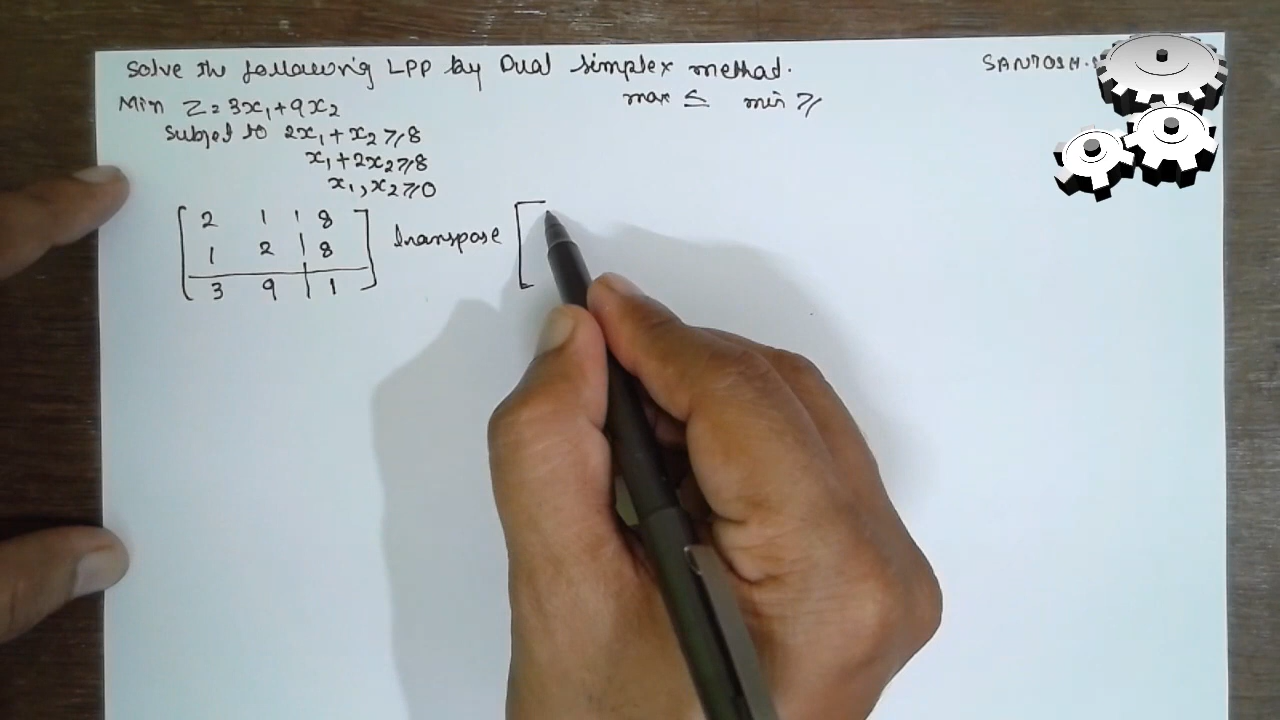 Solve the following LPP by Dual Simplex method.
SANTOSH.
Min Z = 3x₁ + 9x₂
max ≤ min ≥
Subject to 2x₁ + x₂ ≥ 8
x₁ + 2x₂ ≥ 8
x₁, x₂ ≥ 0
[ 2 1 | 8 ]
transpose [
1 2 | 8
3 9 | 1